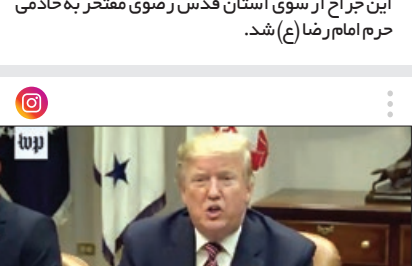 این جراح از سوی آستان قدس رضوی مفتخر به خادمی
حرم امام رضا (ع) شد.
wp